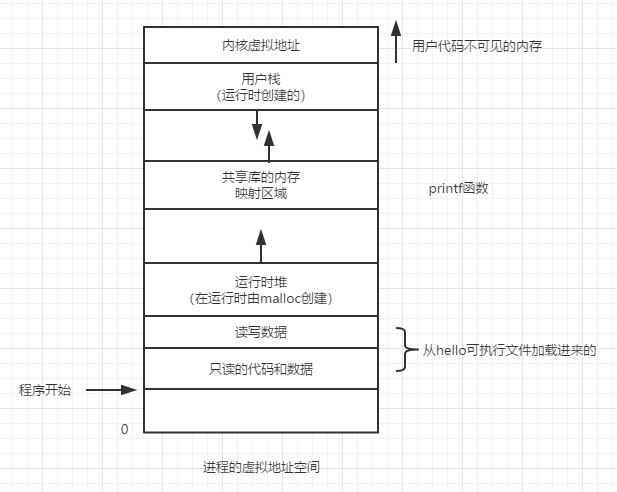 内核虚拟地址
用户代码不可见的内存
用户栈
（运行时创建的）
共享库的内存
映射区域
printf函数
运行时堆
（在运行时由malloc创建）
读写数据
从hello可执行文件加载进来的
只读的代码和数据
程序开始
0
进程的虚拟地址空间